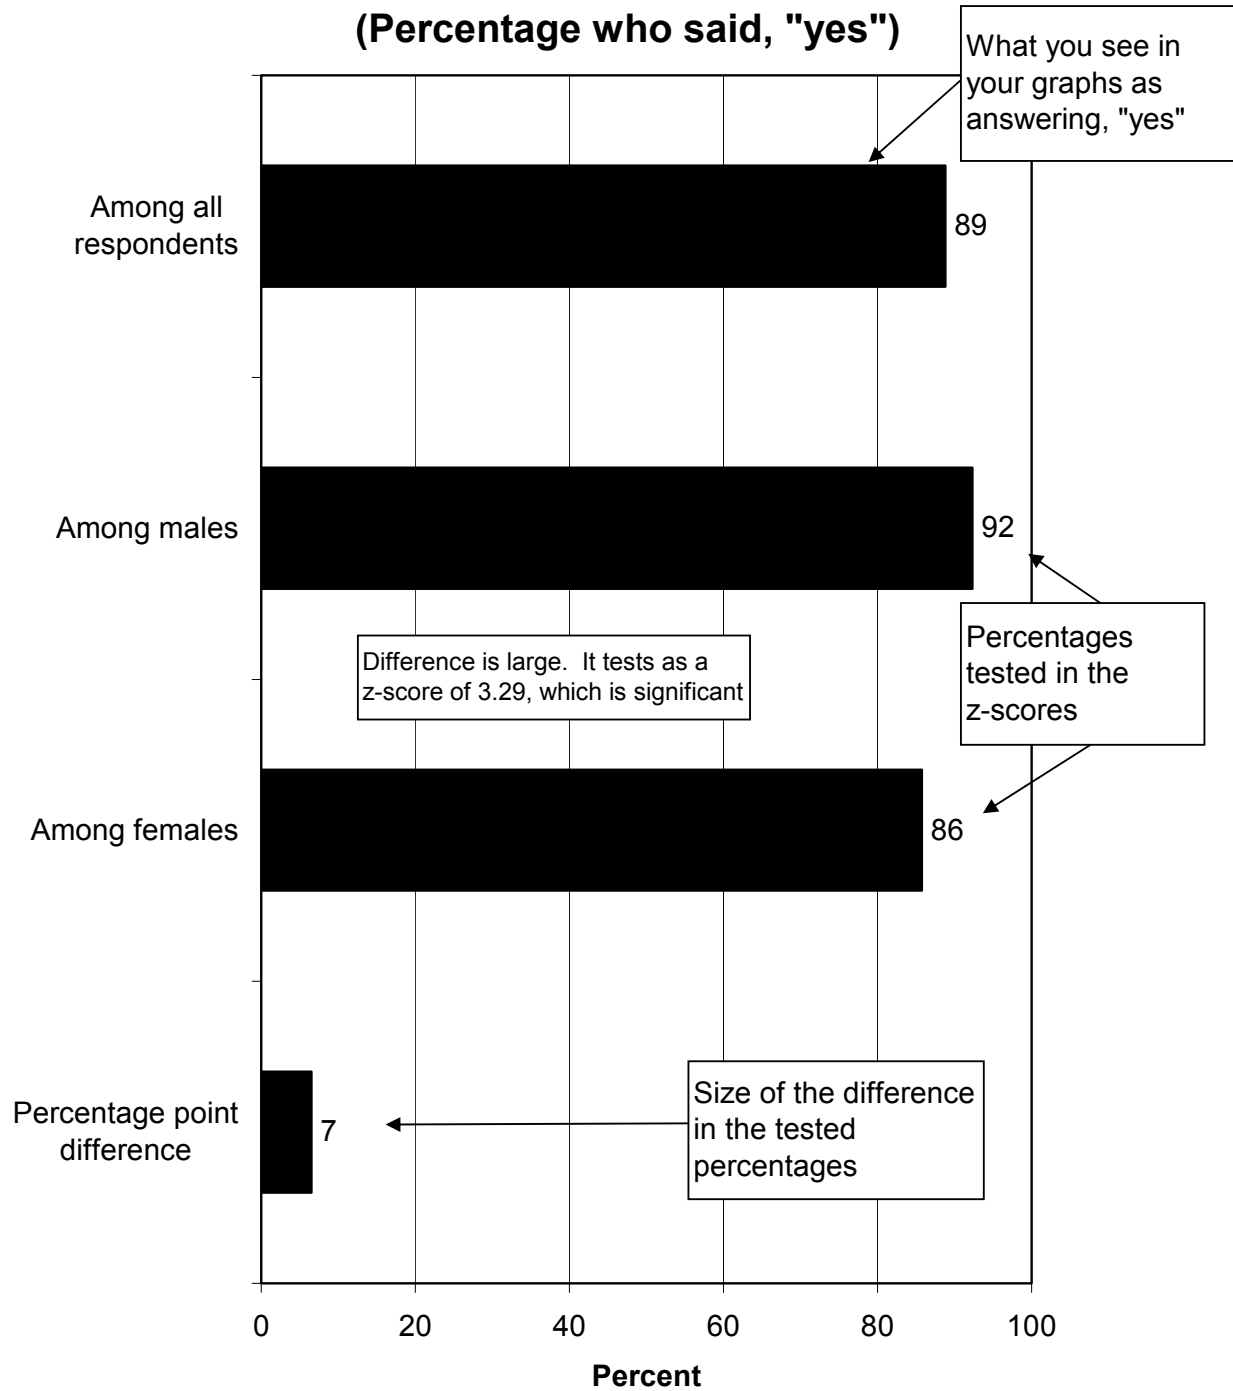 (Percentage who said, "yes")
What you see in
your graphs as
answering, "yes"
Among all
respondents
89
Among males
92
Difference is large.  It tests as a
z-score of 3.29, which is significant
Percentages
tested in the
z-scores
Among females
86
Percentage point
difference
7
Size of the difference
in the tested
percentages
0
20
40
60
80
100
Percent